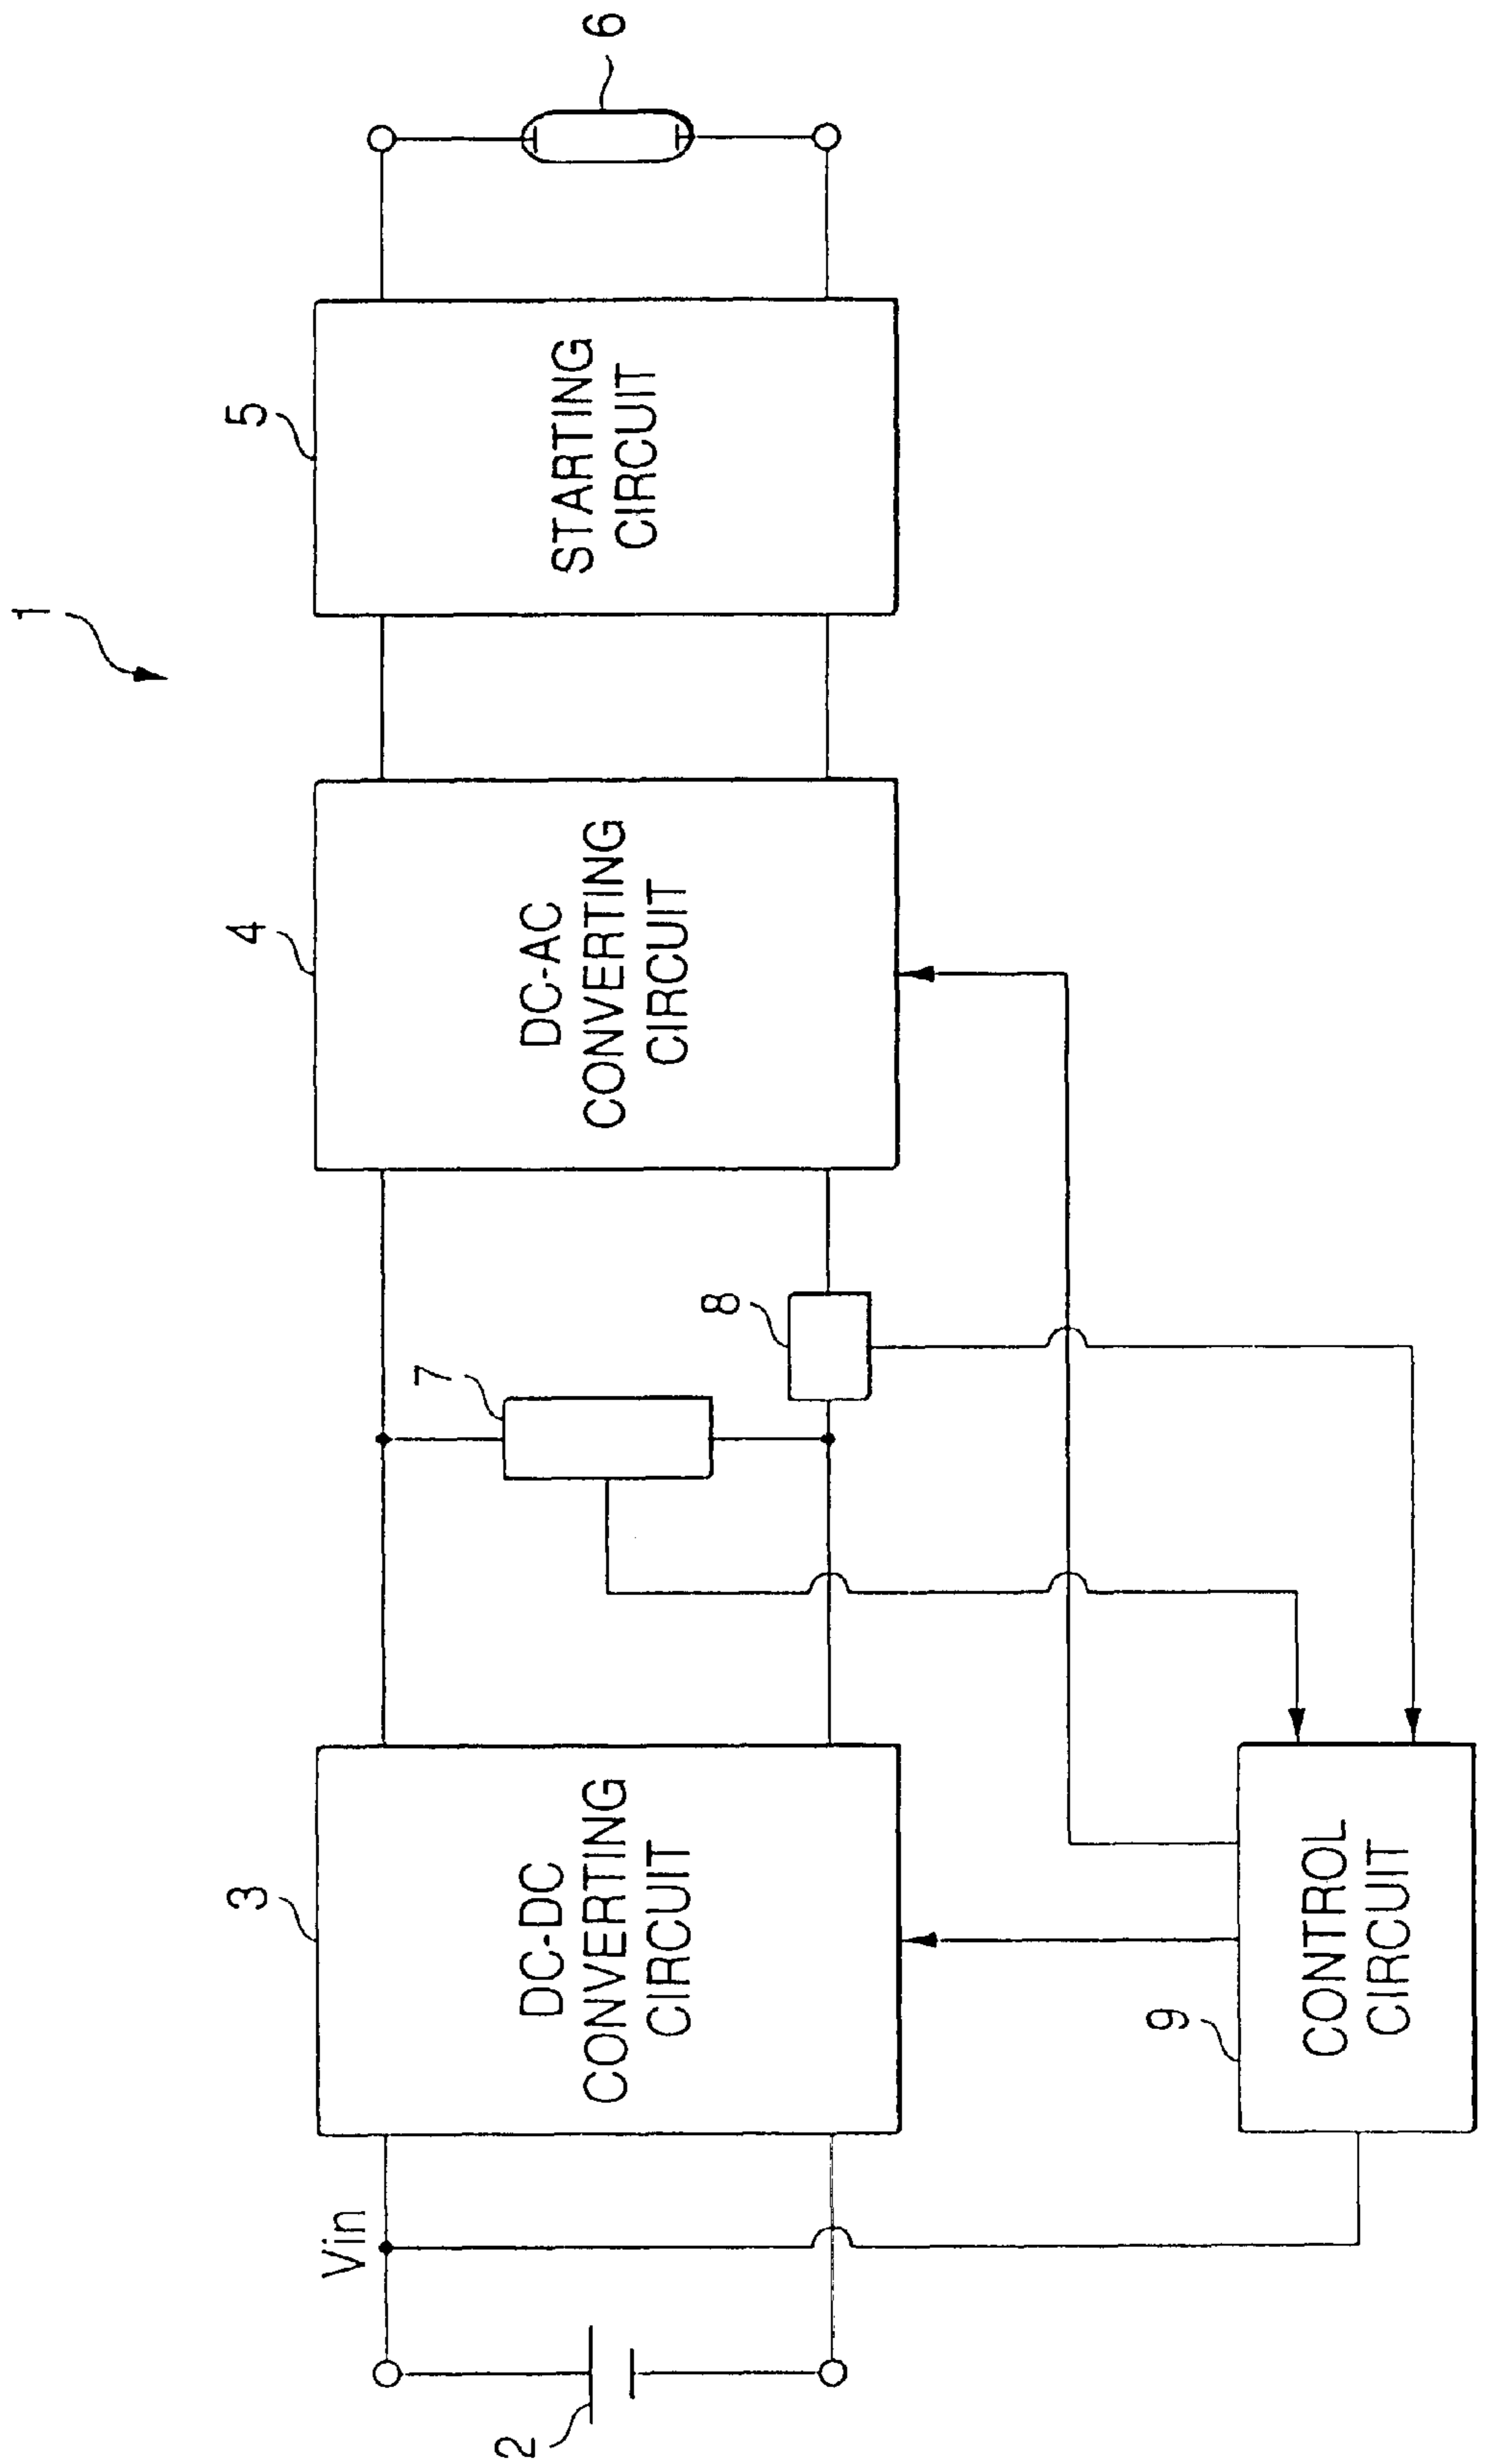 1
Vin
2
3
DC-DC
CONVERTING
CIRCUIT
7
8
4
DC-AC
CONVERTING
CIRCUIT
5
STARTING
CIRCUIT
6
9
CONTROL
CIRCUIT